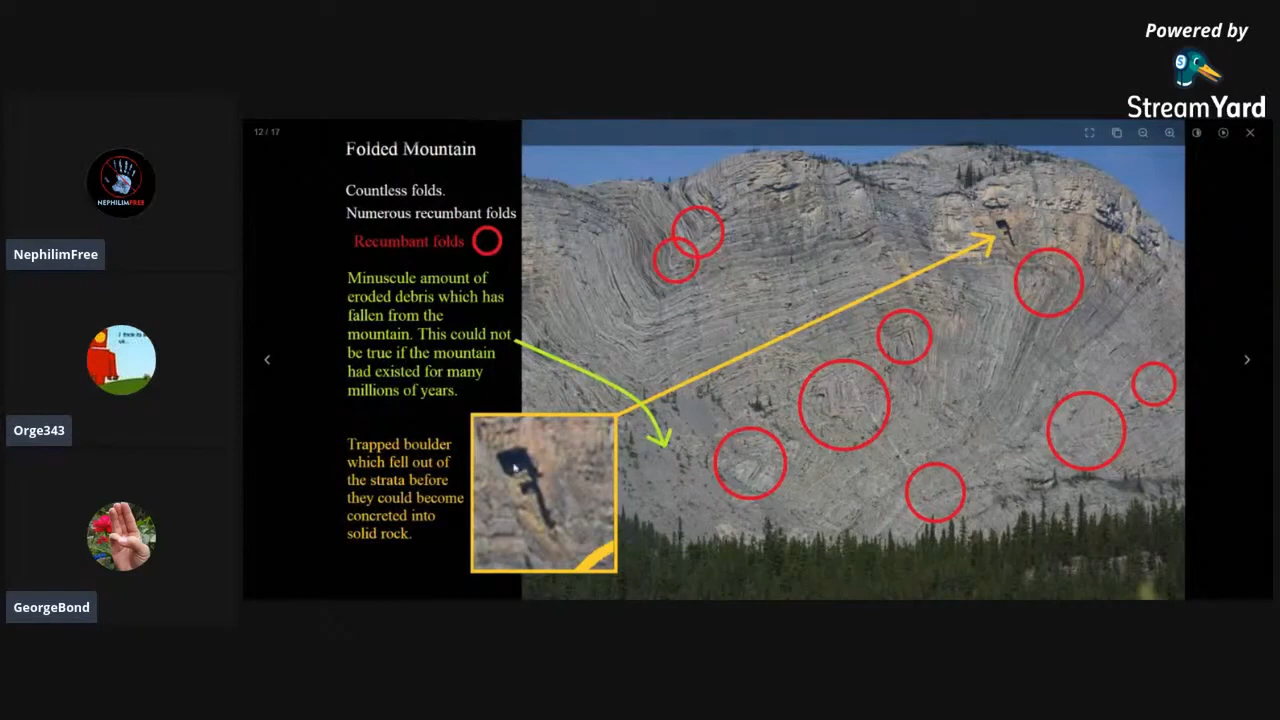 Powered by
StreamYard
12 / 17
Folded Mountain
Countless folds.
Numerous recumbant folds
Recumbant folds
Minuscule amount of
eroded debris which has
fallen from the
mountain. This could not
be true if the mountain
had existed for many
millions of years.
Trapped boulder
which fell out of
the strata before
they could become
concreted into
solid rock.
NEPHILIMFREE
NephilimFree
Orge343
GeorgeBond